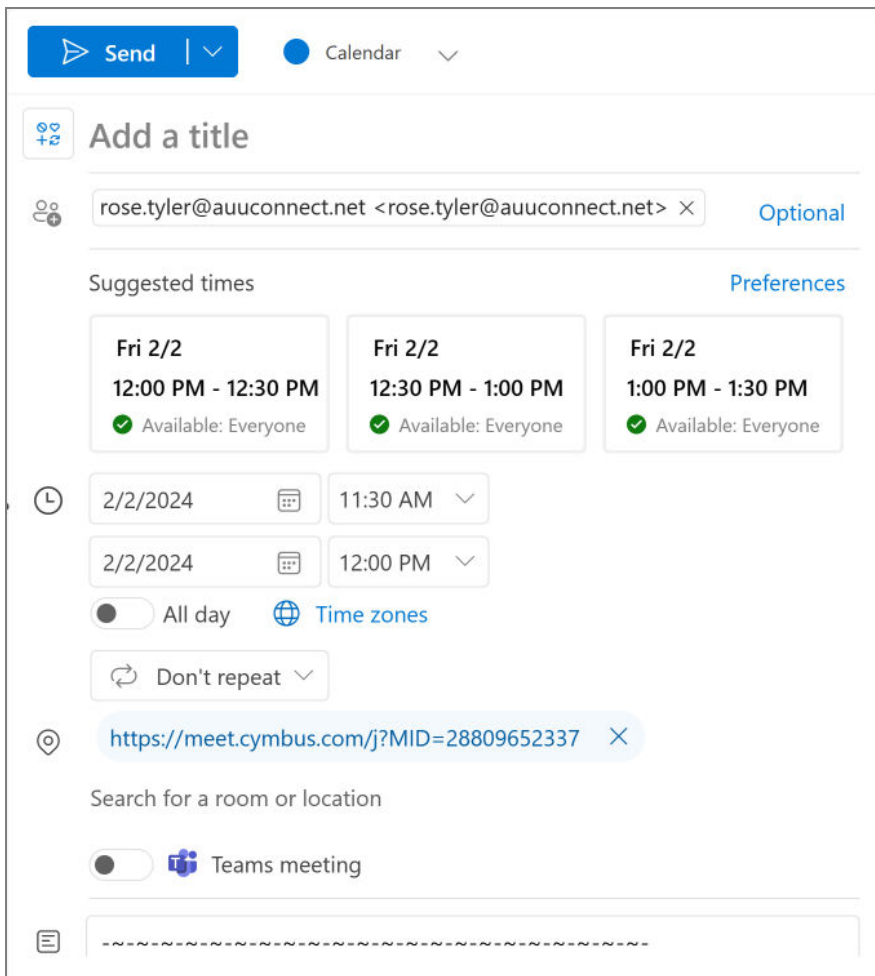 Send
Calendar
Add a title
rose.tyler@auuconnect.net <rose.tyler@auuconnect.net>
Optional
Suggested times
Preferences
Fri 2/2
12:00 PM - 12:30 PM
Available: Everyone
Fri 2/2
12:30 PM - 1:00 PM
Available: Everyone
Fri 2/2
1:00 PM - 1:30 PM
Available: Everyone
2/2/2024
11:30 AM
2/2/2024
12:00 PM
All day
Time zones
Don't repeat
https://meet.cymbus.com/j?MID=28809652337
Search for a room or location
Teams meeting
-~-~-~-~-~-~-~-~-~-~-~-~-~-~-~-~-~-~-~-~-~-~-